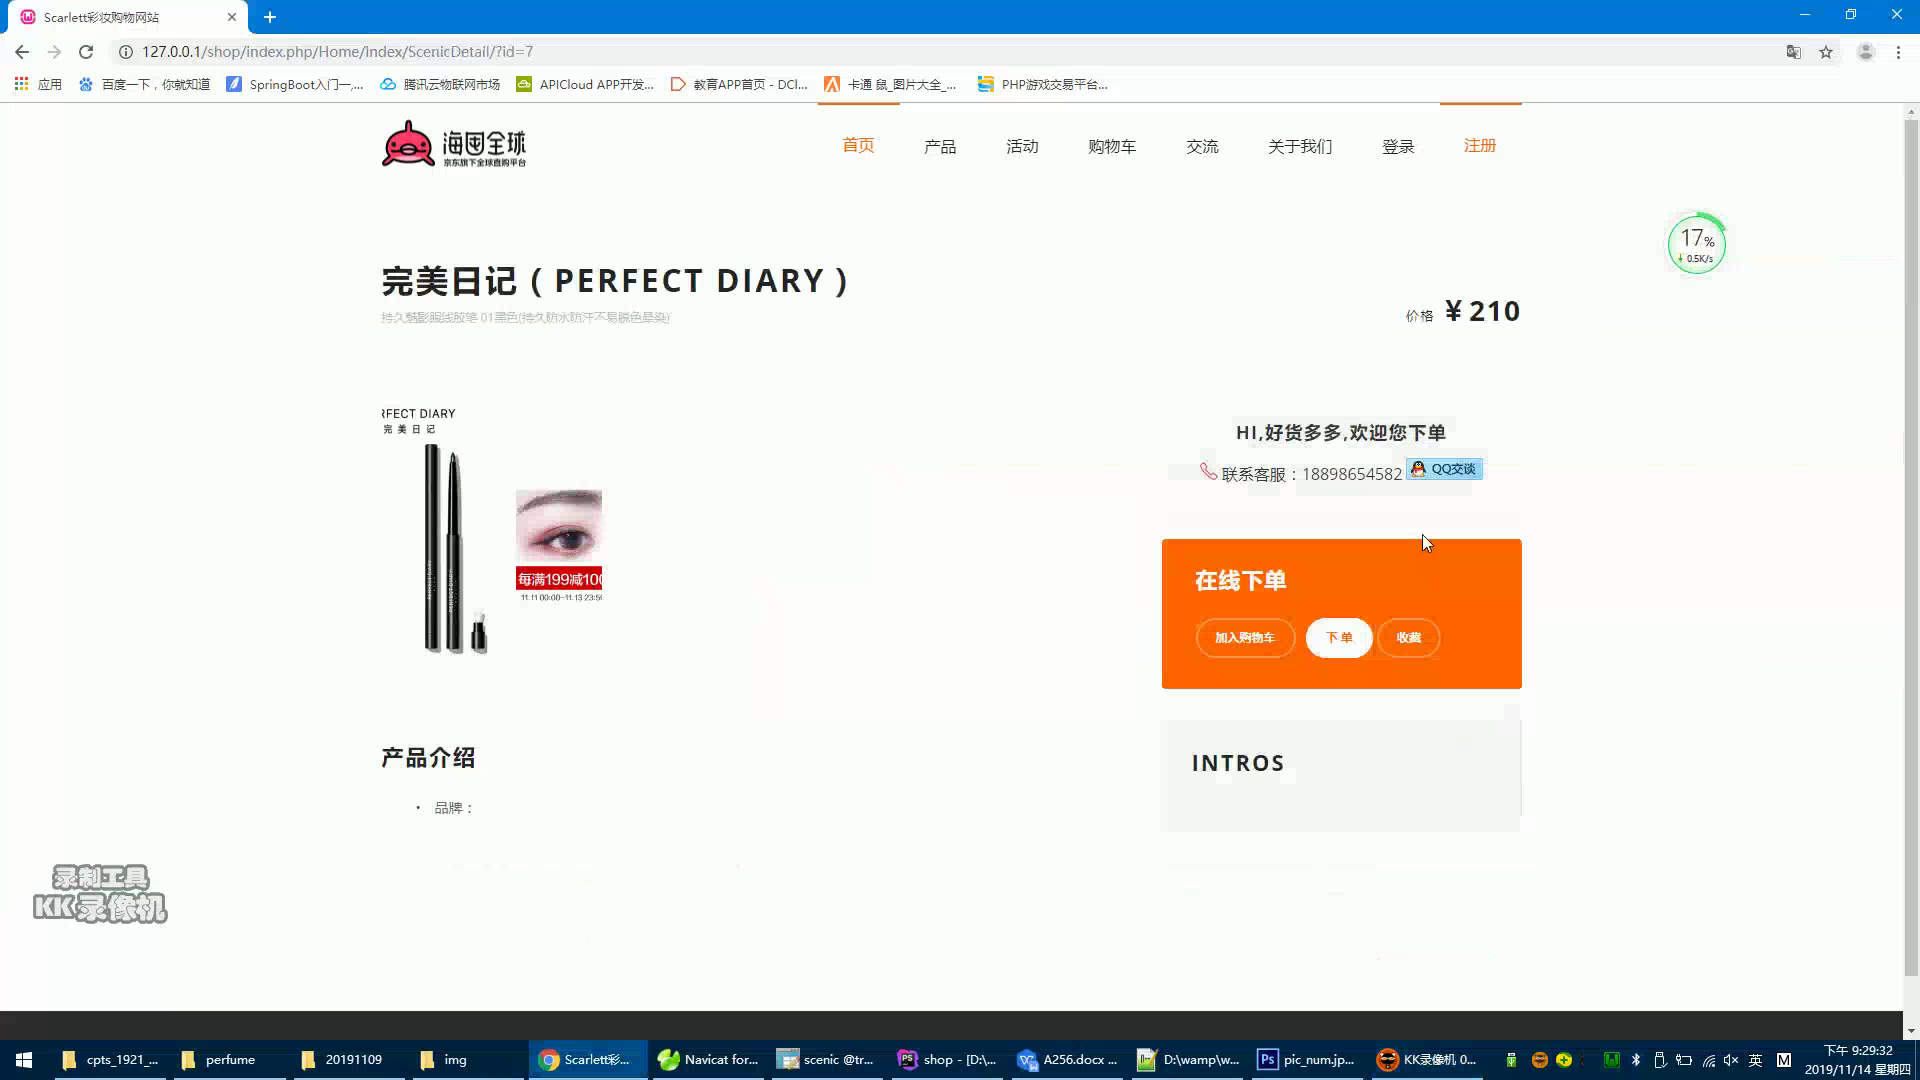 Scarlett彩妆购物网站
127.0.0.1/shop/index.php/Home/Index/ScenicDetail/?id=7
应用
百度一下，你就知道
SpringBoot入门一,...
腾讯云物联网市场
APICloud APP开发...
教育APP首页 - DCl...
卡通 鼠_图片大全_...
PHP游戏交易平台...
海囤全球
京东旗下全球直购平台
首页
产品
活动
购物车
交流
关于我们
登录
注册
17%
0.5K/s
完美日记（PERFECT DIARY）
持久魅影眼线胶笔 01黑色(持久防水防汗不易脱色晕染)
价格 ¥ 210
RFECT DIARY
完美日记
每满199减100
11.11 00:00-11.13 23:59
HI,好货多多,欢迎您下单
联系客服：18898654582
QQ交谈
在线下单
加入购物车
下 单
收藏
产品介绍
• 品牌：
INTROS
录制工具
KK录像机
cpts_1921_...
perfume
20191109
img
Scarlett彩...
Navicat for...
scenic @tr...
shop - [D:\...
A256.docx ...
D:\wamp\w...
pic_num.jp...
KK录像机 0...
英
下午 9:29:32
2019/11/14 星期四